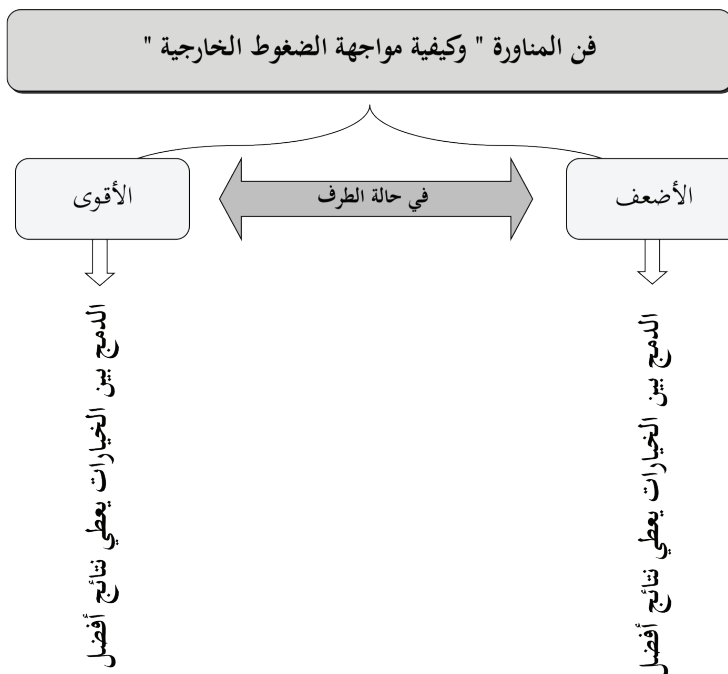 فن المناورة " وكيفية مواجهة الضغوط الخارجية "
الأضعف
في حالة الطرف
الأقوى
الدمج بين الخيارات يعطي نتائج أفضل
الدمج بين الخيارات يعطي نتائج أفضل